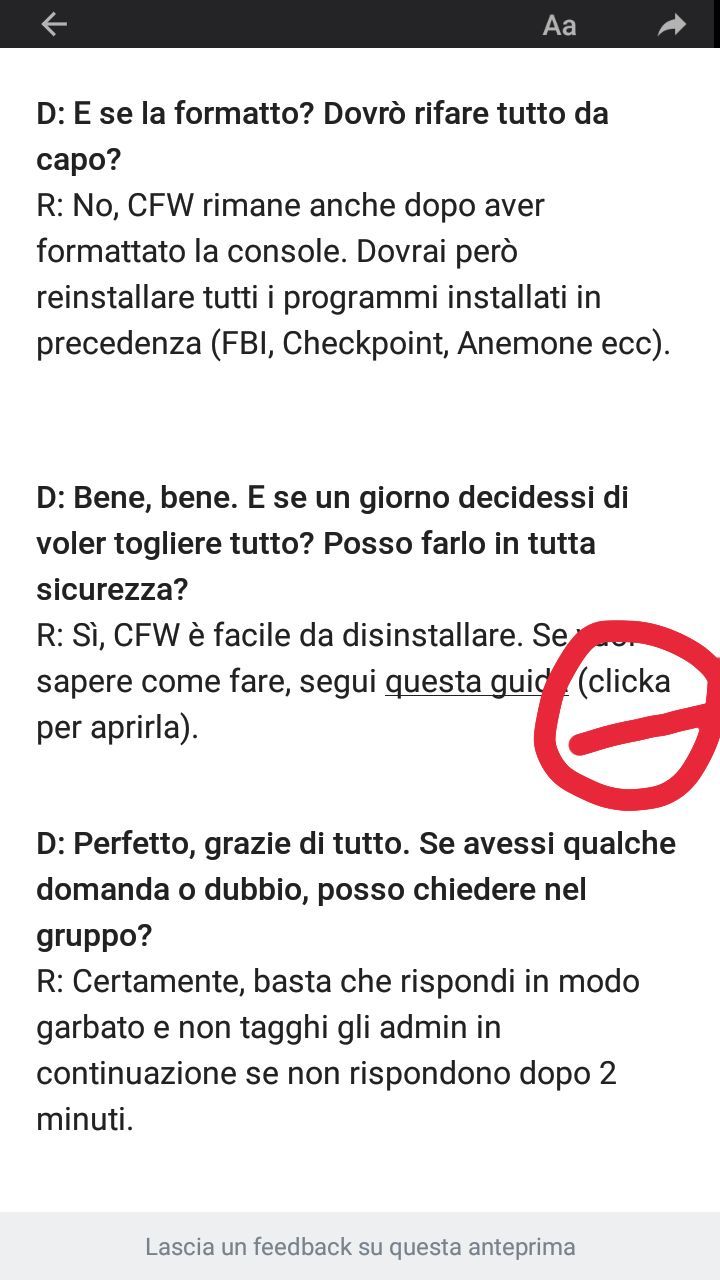 Aa
D: E se la formatto? Dovrò rifare tutto da
capo?
R: No, CFW rimane anche dopo aver
formattato la console. Dovrai però
reinstallare tutti i programmi installati in
precedenza (FBI, Checkpoint, Anemone ecc).
D: Bene, bene. E se un giorno decidessi di
voler togliere tutto? Posso farlo in tutta
sicurezza?
R: Sì, CFW è facile da disinstallare. Se vuoi
sapere come fare, segui questa guida (clicka
per aprirla).
D: Perfetto, grazie di tutto. Se avessi qualche
domanda o dubbio, posso chiedere nel
gruppo?
R: Certamente, basta che rispondi in modo
garbato e non tagghi gli admin in
continuazione se non rispondono dopo 2
minuti.
Lascia un feedback su questa anteprima